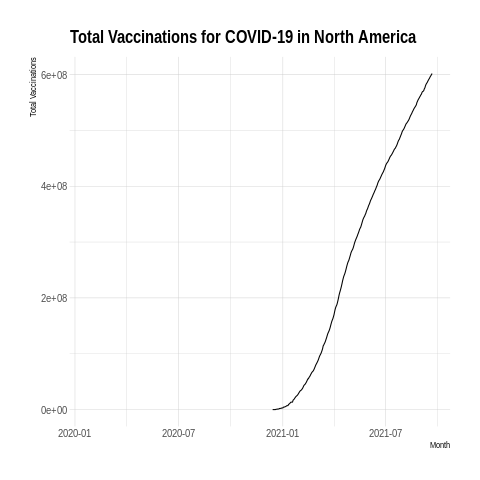 Total Vaccinations for COVID-19 in North America
Total Vaccinations
6e+08
4e+08
2e+08
0e+00
2020-01 2020-07 2021-01 2021-07
Month